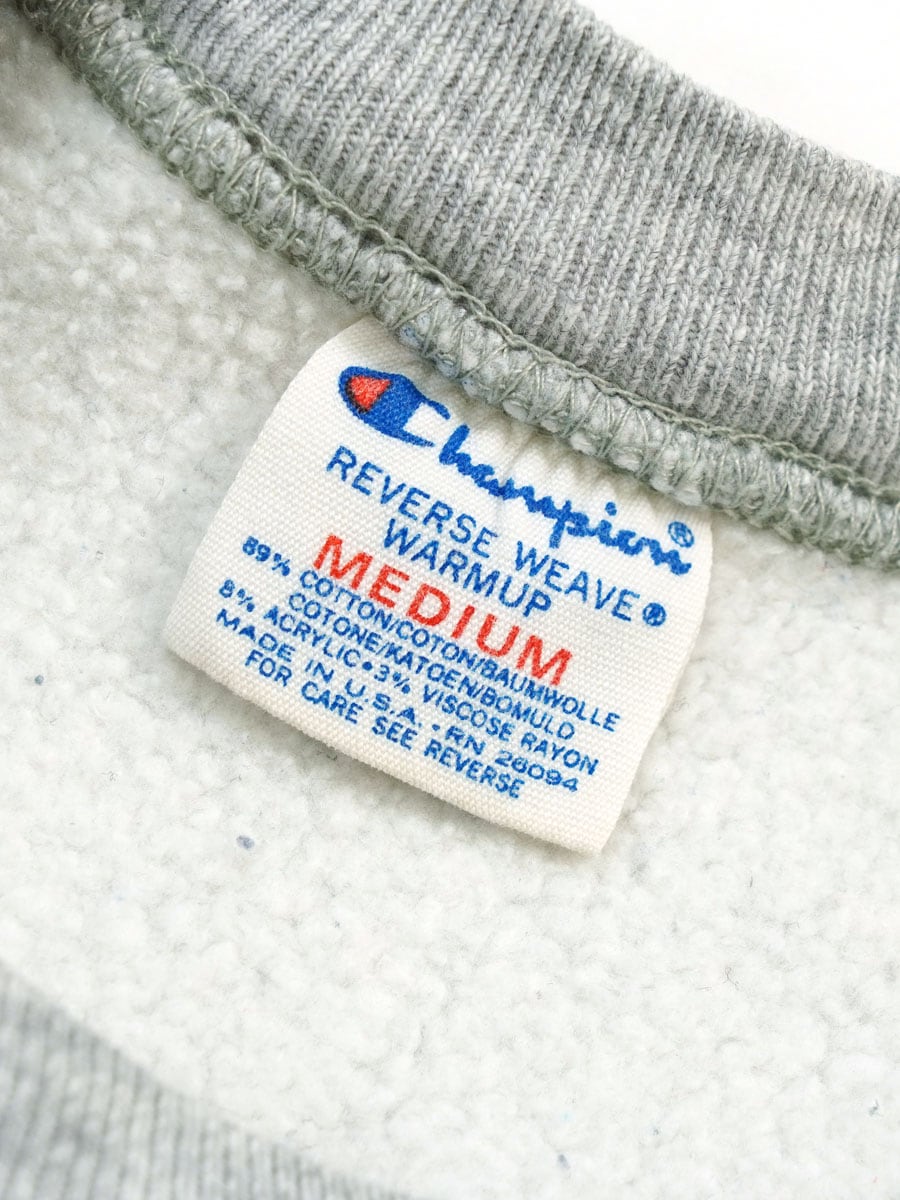 Champion®
REVERSE WEAVE®
WARMUP
MEDIUM
89% COTTON/COTON/BAUMWOLLE
COTONE/KATOEN/BOMULD
8% ACRYLIC•3% VISCOSE RAYON
MADE IN U.S.A. • RN 26094
FOR CARE SEE REVERSE